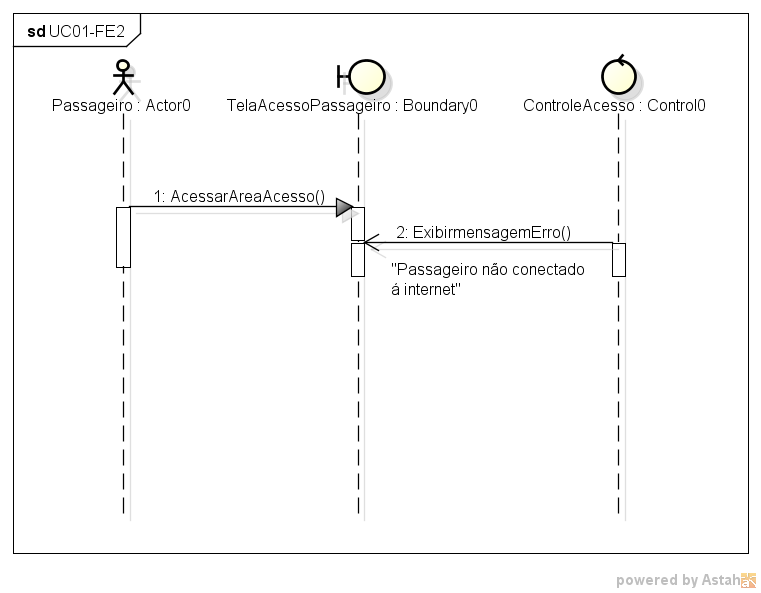 sd UC01-FE2
Passageiro : Actor0
TelaAcessoPassageiro : Boundary0
ControleAcesso : Control0
1: AcessarAreaAcesso()
2: ExibirmensagemErro()
"Passageiro não conectado
á internet"
powered by Astah